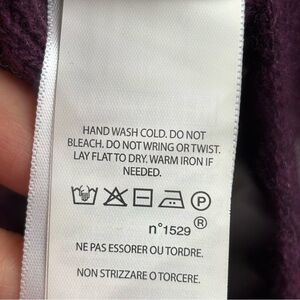 HAND WASH COLD. DO NOT
BLEACH. DO NOT WRING OR TWIST.
LAY FLAT TO DRY. WARM IRON IF
NEEDED.
P
®
n°1529
NE PAS ESSORER OU TORDRE.
NON STRIZZARE O TORCERE.